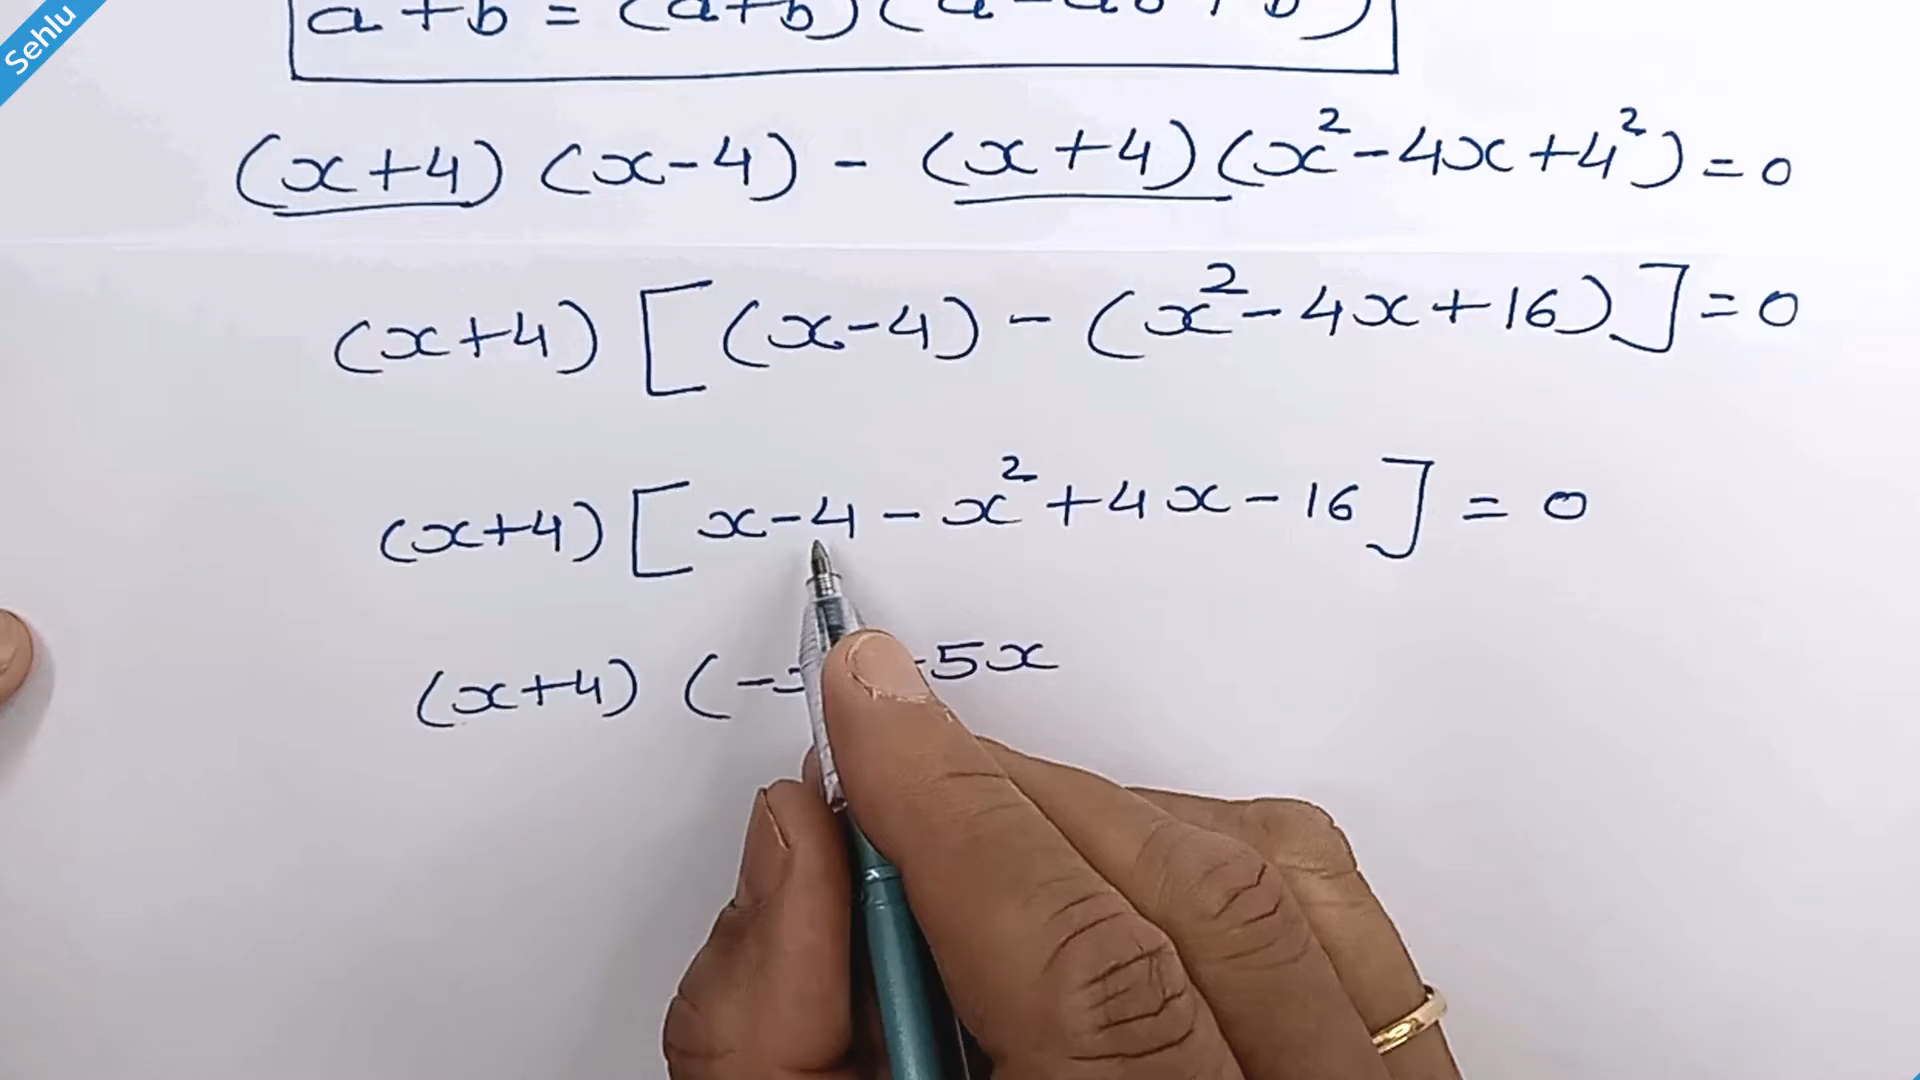 Sehlu
a+b = (a+b)(a-ab+b)
(x+4)(x-4) - (x+4)(x²-4x+4²)=0
(x+4)[(x-4)-(x²-4x+16)]=0
(x+4)[x-4-x²+4x-16]=0
(x+4)(- 5x